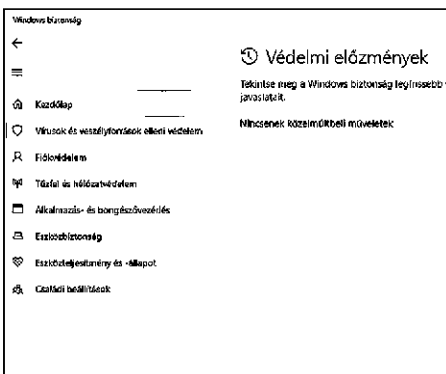 Windows biztonság
Védelmi előzmények
Tekintse meg a Windows biztonság legfrissebb
javaslatait.
Nincsenek közelmúltbeli műveletek
Kezdőlap
Vírusok és veszélyforrások elleni védelem
Fiókvédelem
Tűzfal és hálózatvédelem
Alkalmazás- és böngészővezérlés
Eszközbiztonság
Eszközteljesítmény és -állapot
Családi beállítások